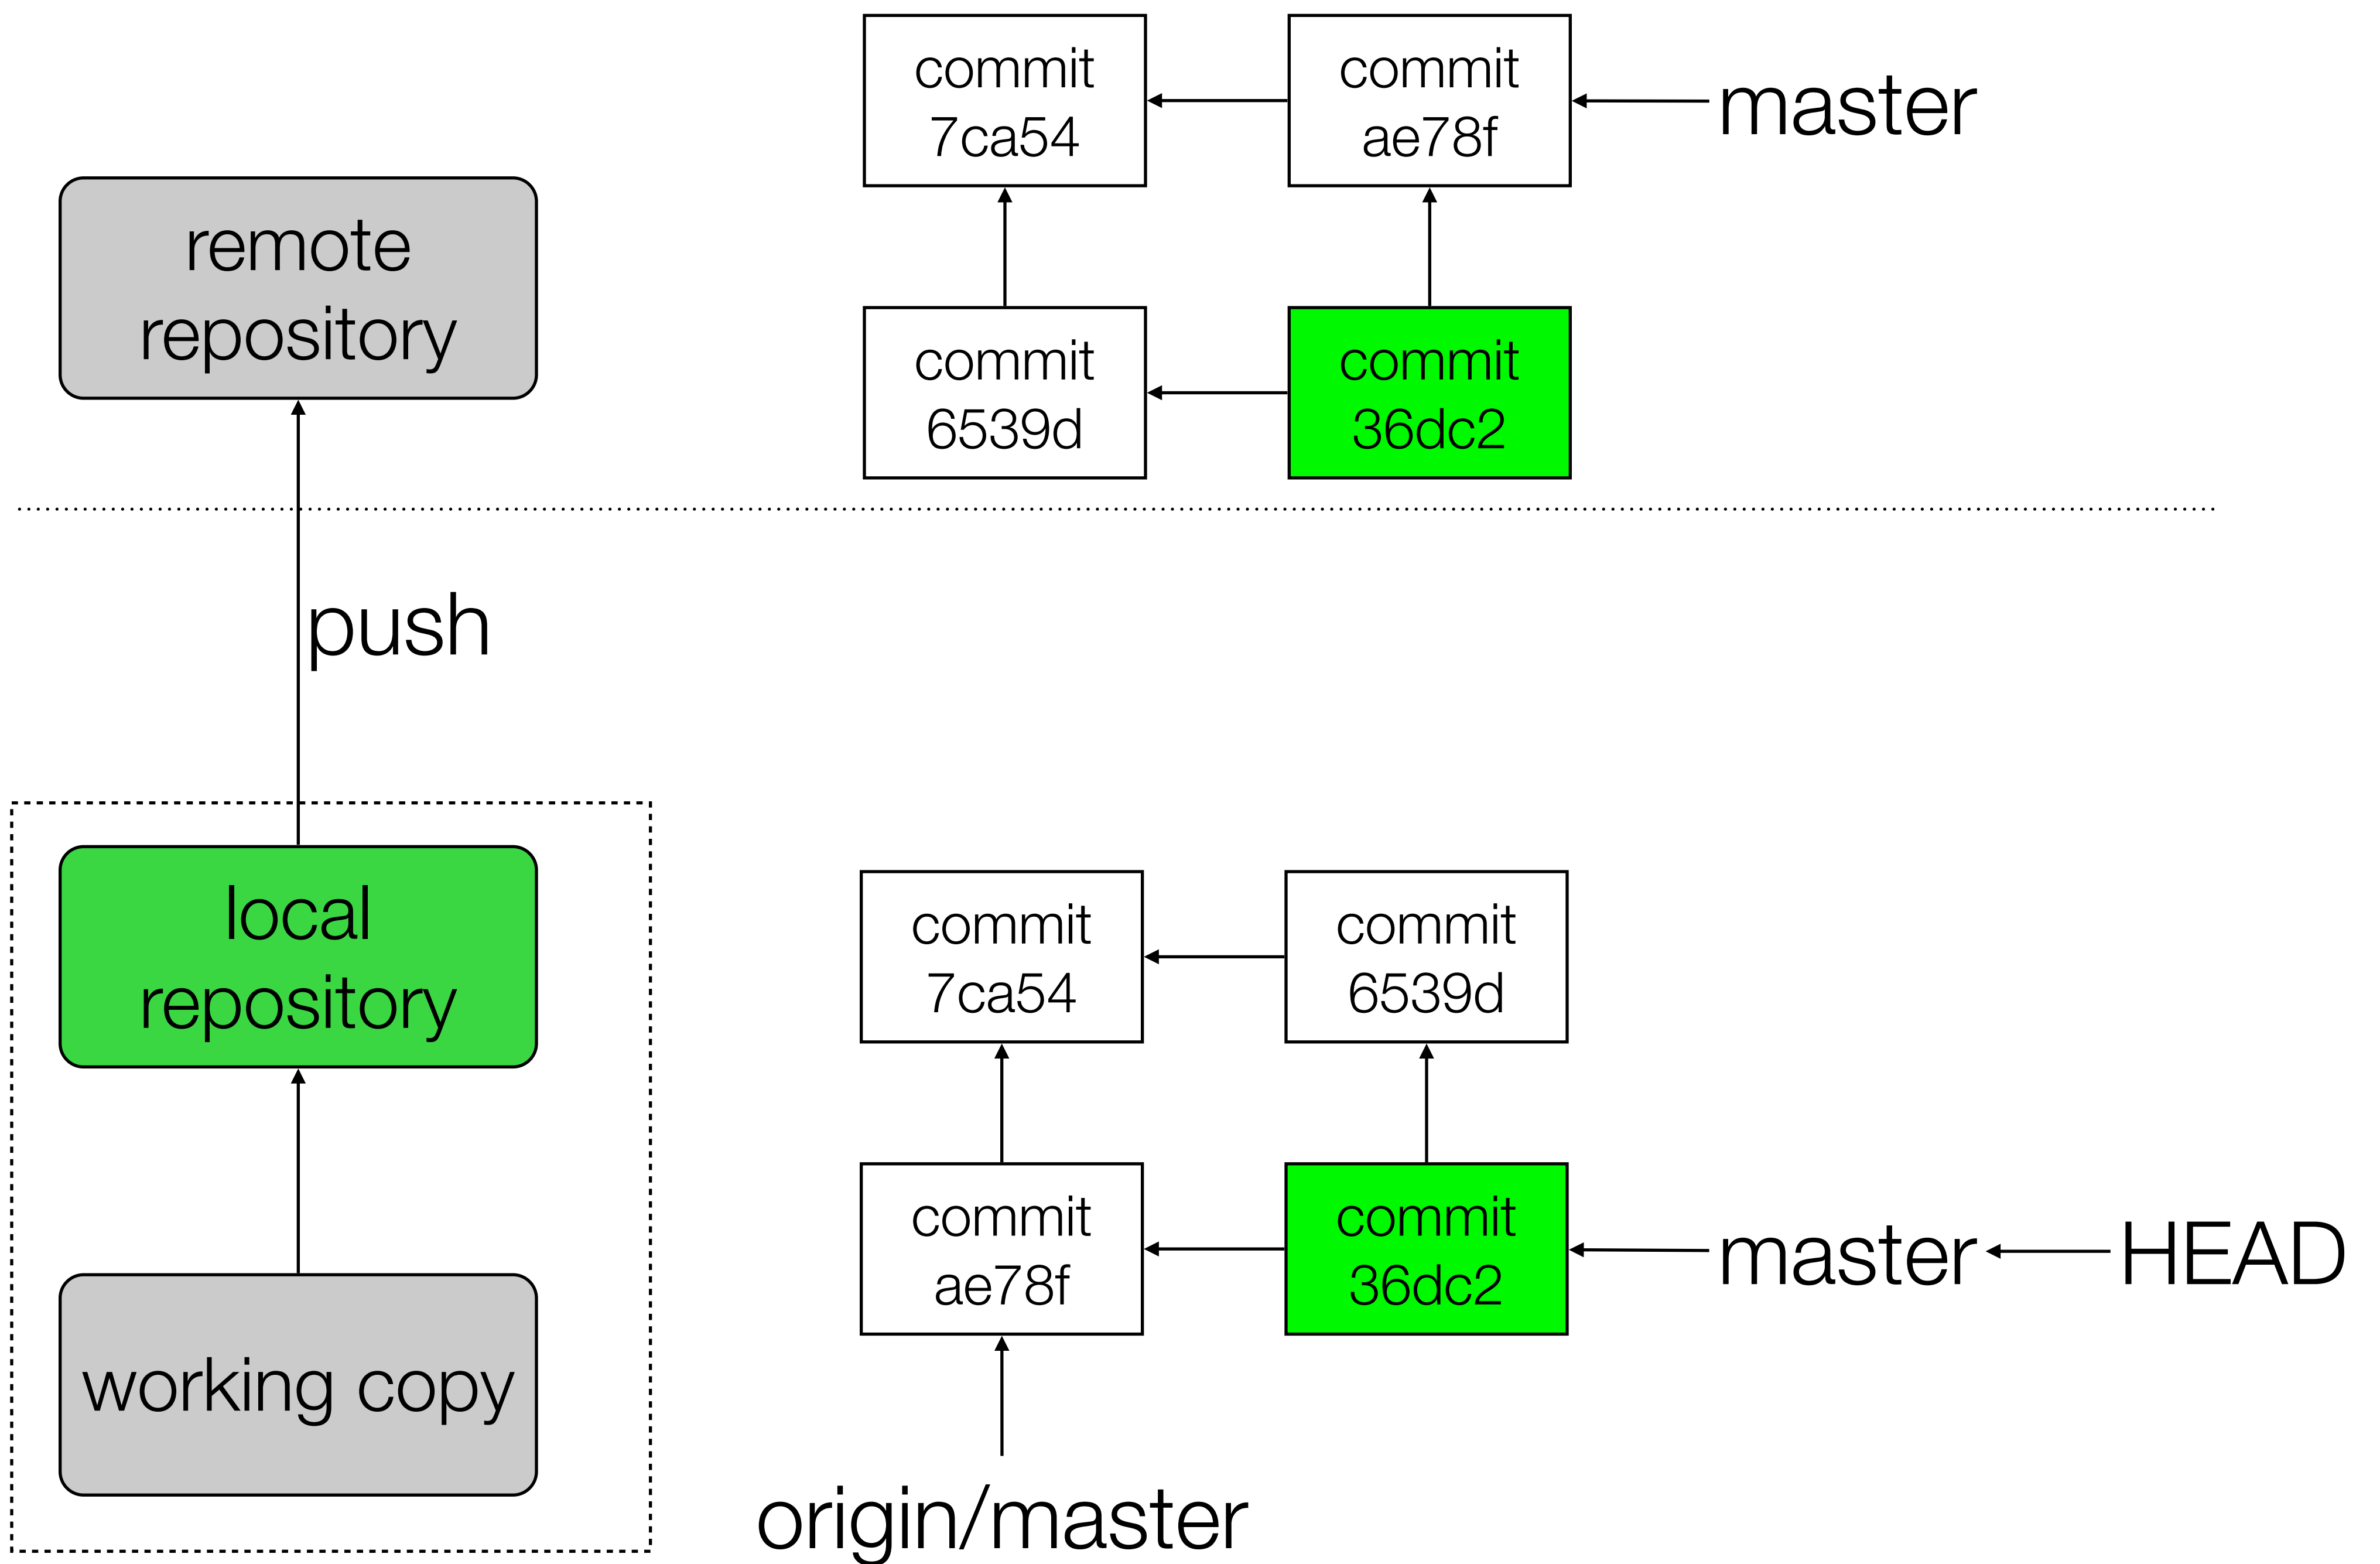 commit
7ca54
commit
ae78f
master
remote
repository
commit
6539d
commit
36dc2
push
local
repository
commit
7ca54
commit
6539d
commit
ae78f
commit
36dc2
master
HEAD
working copy
origin/master